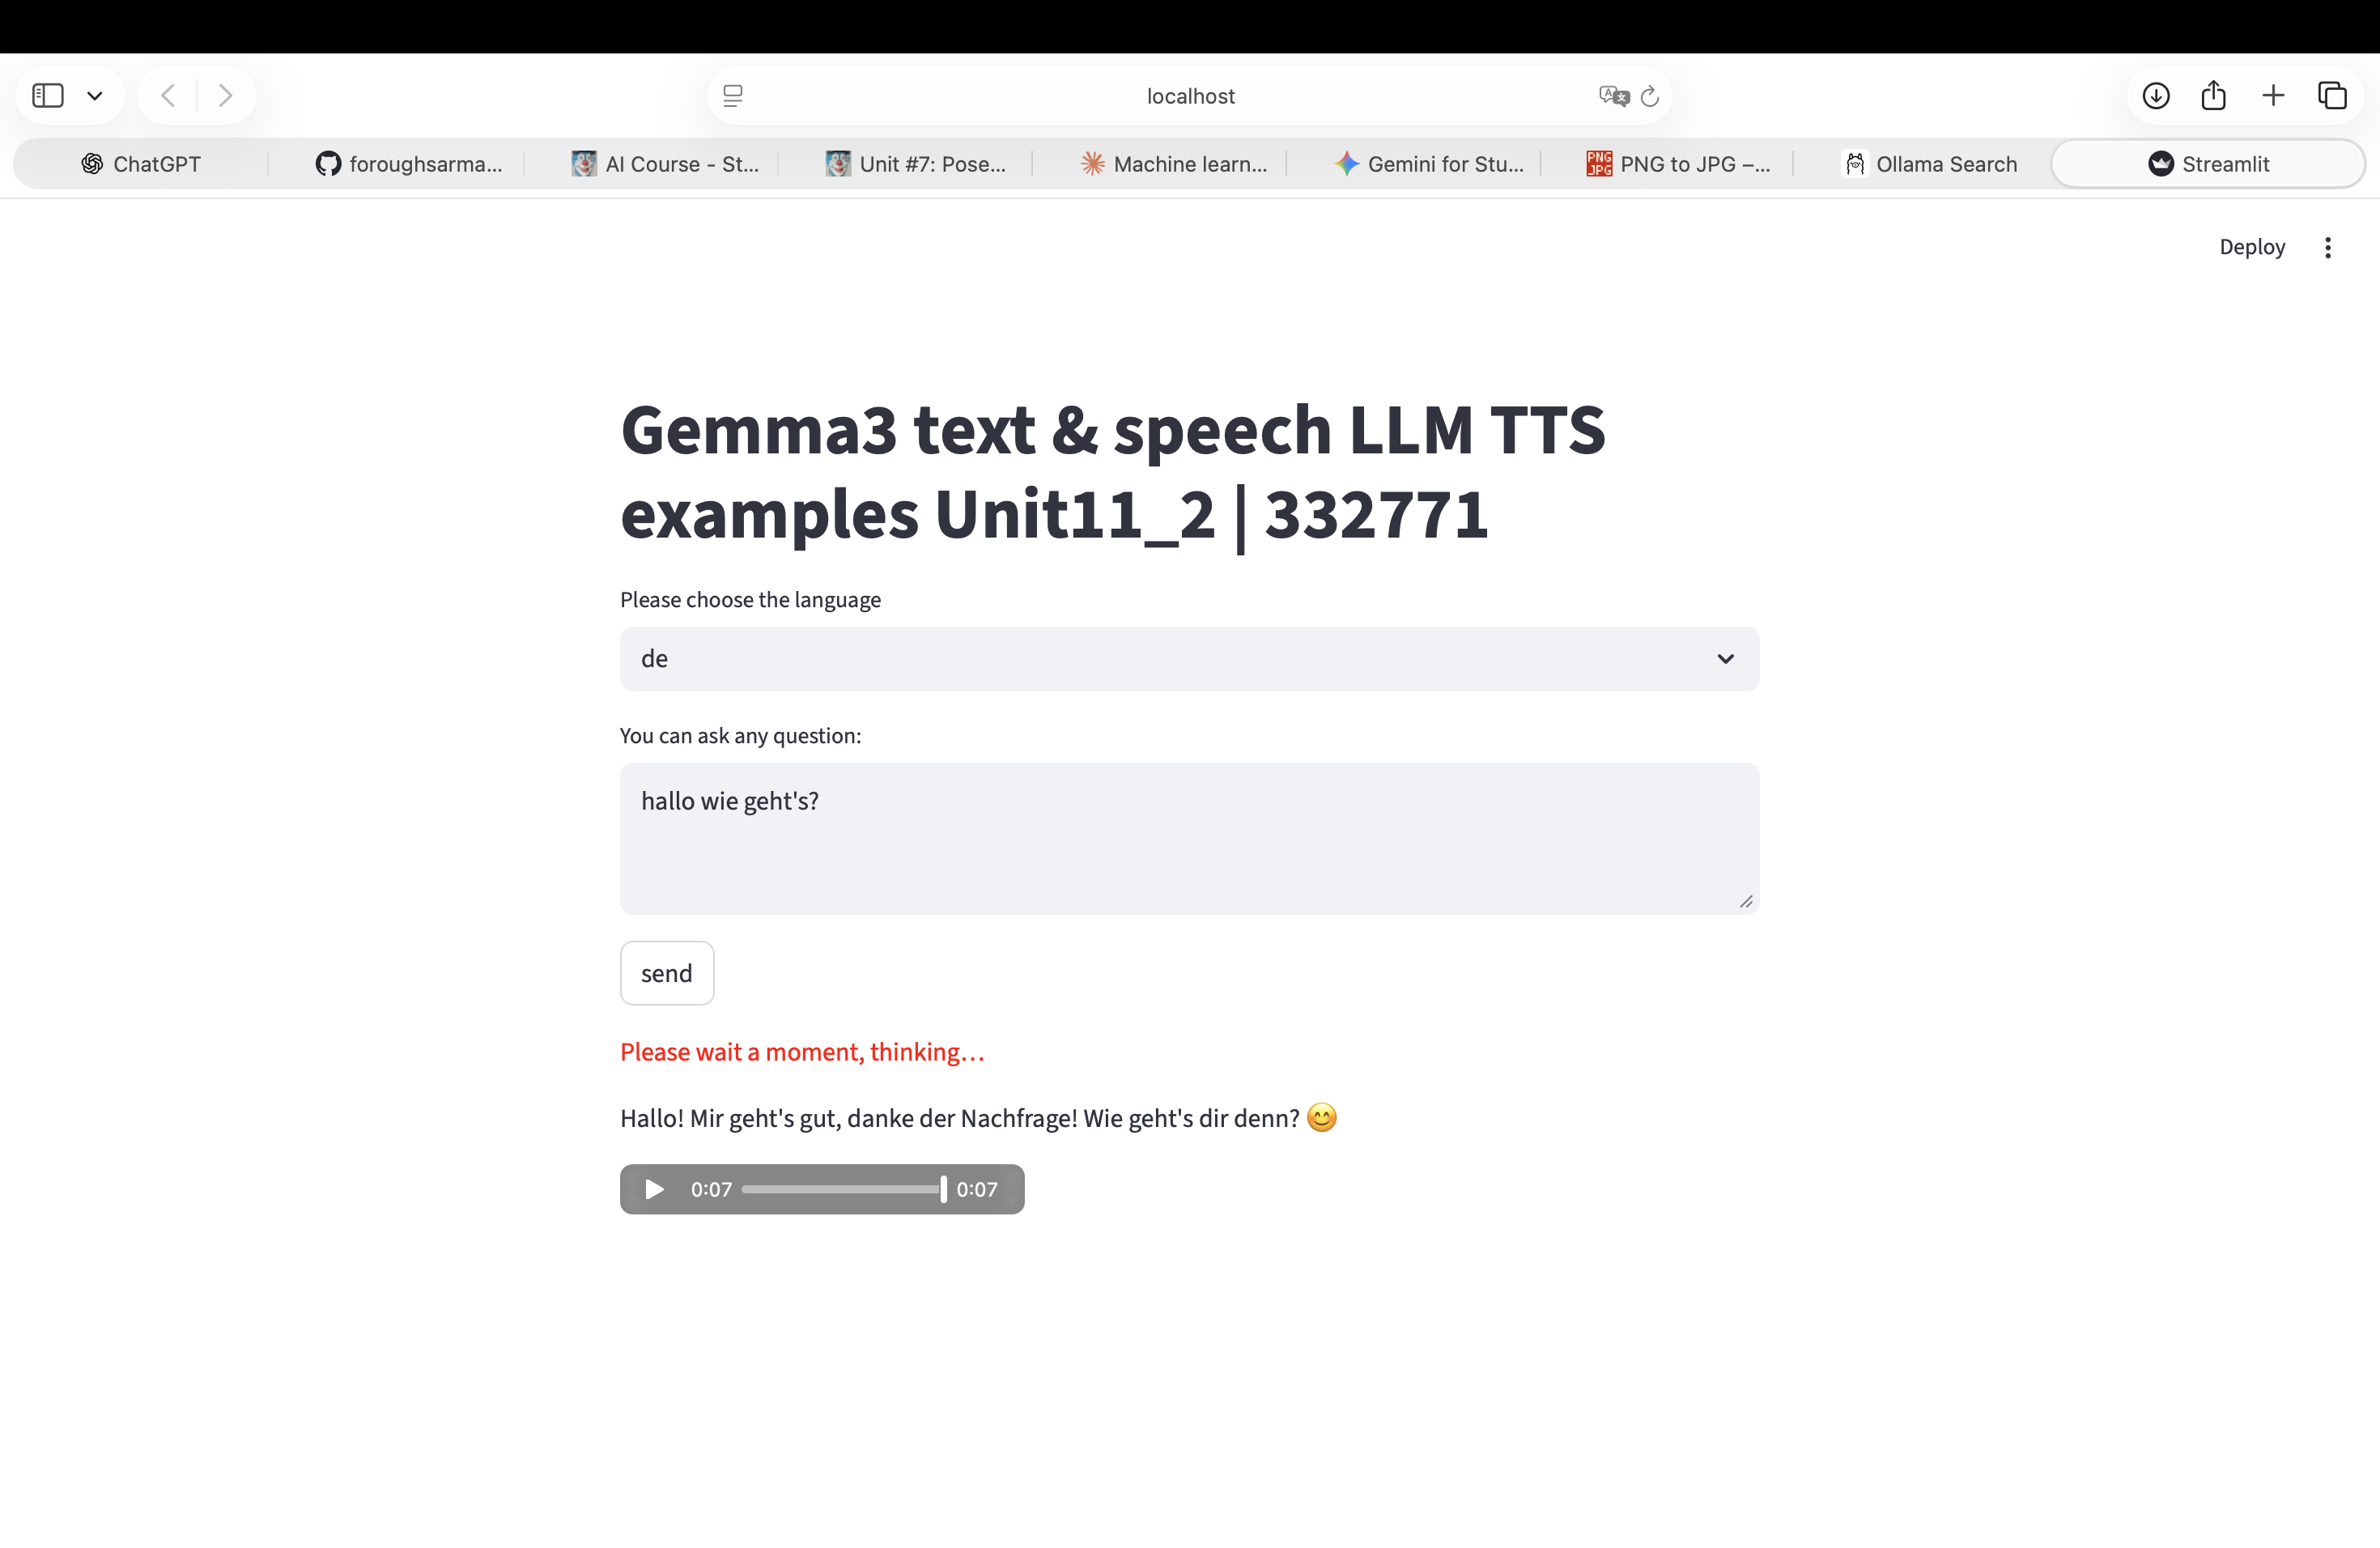 localhost
ChatGPT
foroughsarma...
AI Course - St...
Unit #7: Pose...
Machine learn...
Gemini for Stu...
PNG JPG
PNG to JPG –...
Ollama Search
Streamlit
Deploy
Gemma3 text & speech LLM TTS
examples Unit11_2 | 332771
Please choose the language
de
You can ask any question:
hallo wie geht's?
send
Please wait a moment, thinking...
Hallo! Mir geht's gut, danke der Nachfrage! Wie geht's dir denn? 😊
0:07 0:07